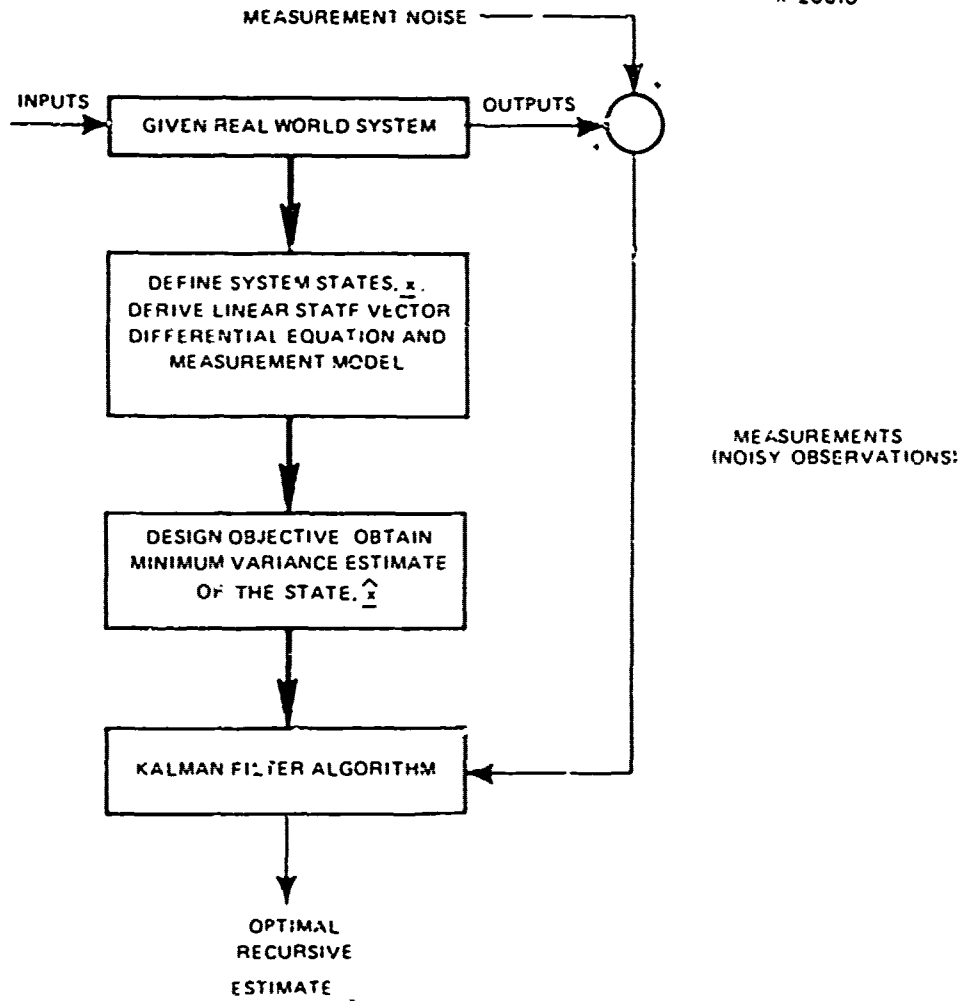 MEASUREMENT NOISE
INPUTS
GIVEN REAL WORLD SYSTEM
OUTPUTS
DEFINE SYSTEM STATES, x.
DERIVE LINEAR STATE VECTOR
DIFFERENTIAL EQUATION AND
MEASUREMENT MODEL
MEASUREMENTS
(NOISY OBSERVATIONS)
DESIGN OBJECTIVE OBTAIN
MINIMUM VARIANCE ESTIMATE
OF THE STATE, x̂
KALMAN FILTER ALGORITHM
OPTIMAL
RECURSIVE
ESTIMATE